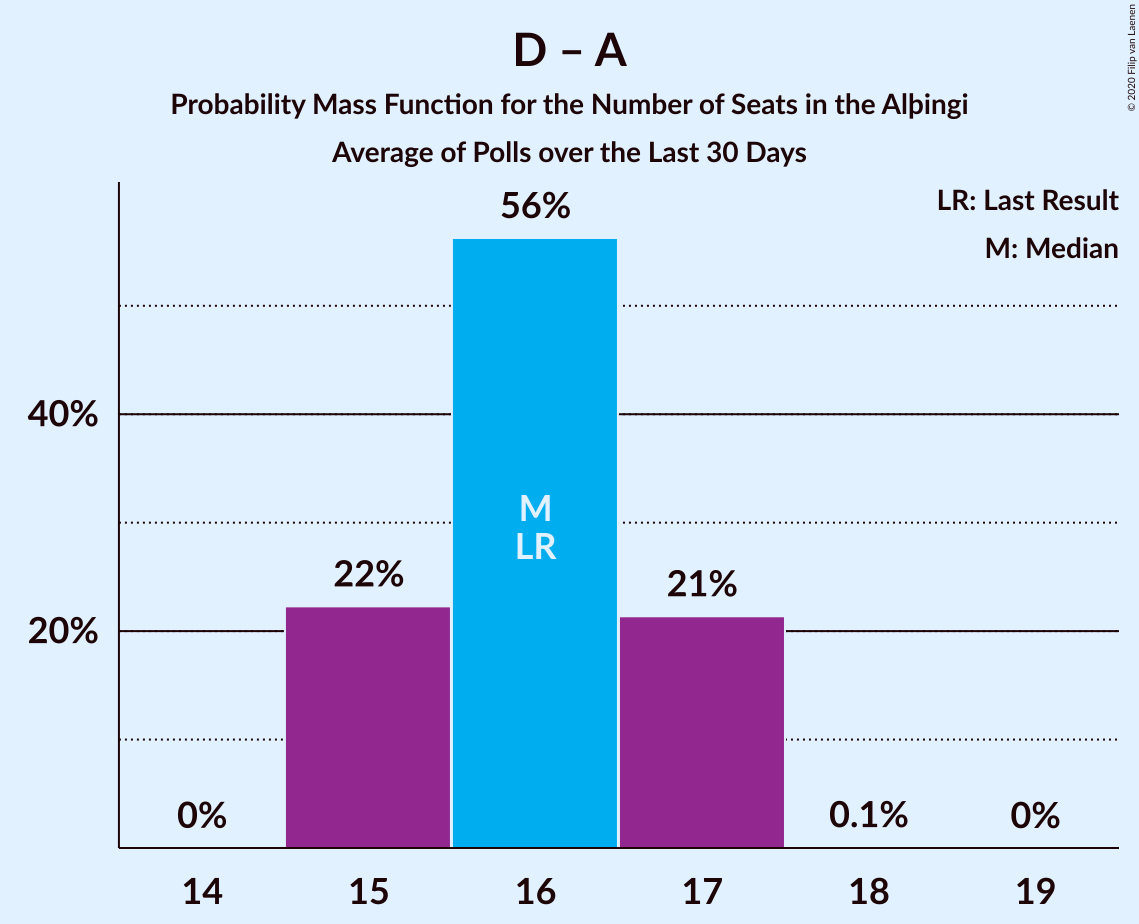 © 2020 Filip van Laenen
D – A
Probability Mass Function for the Number of Seats in the Alþingi
Average of Polls over the Last 30 Days
LR: Last Result
M: Median
56%
40%
M
LR
22%
21%
20%
0%
0.1%
0%
14
15
16
17
18
19